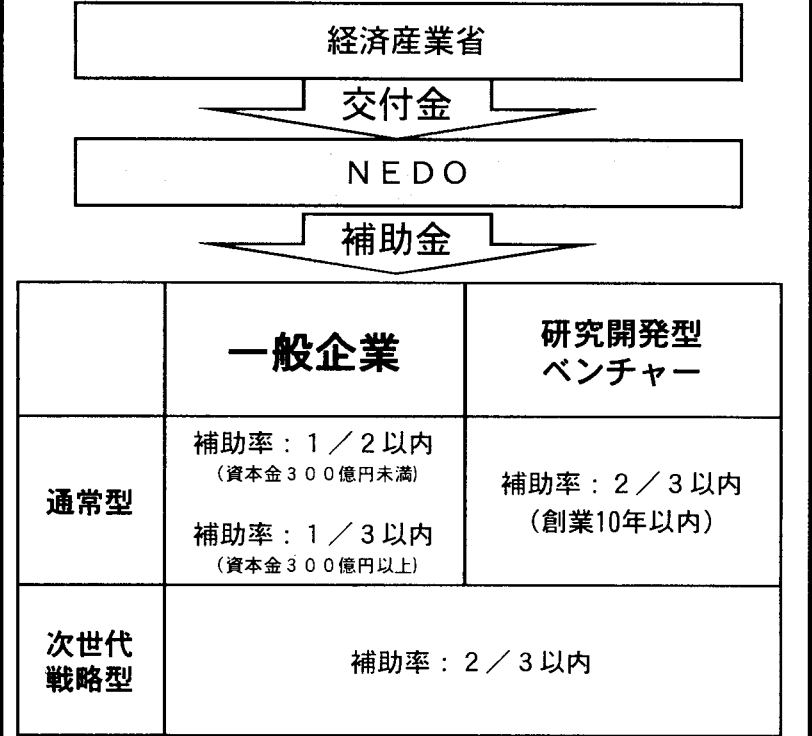 経済産業省
交付金
ＮＥＤＯ
補助金
一般企業
研究開発型
ベンチャー
通常型
補助率：１／２以内
（資本金３００億円未満）
補助率：１／３以内
（資本金３００億円以上）
補助率：２／３以内
（創業10年以内）
次世代
戦略型
補助率：２／３以内